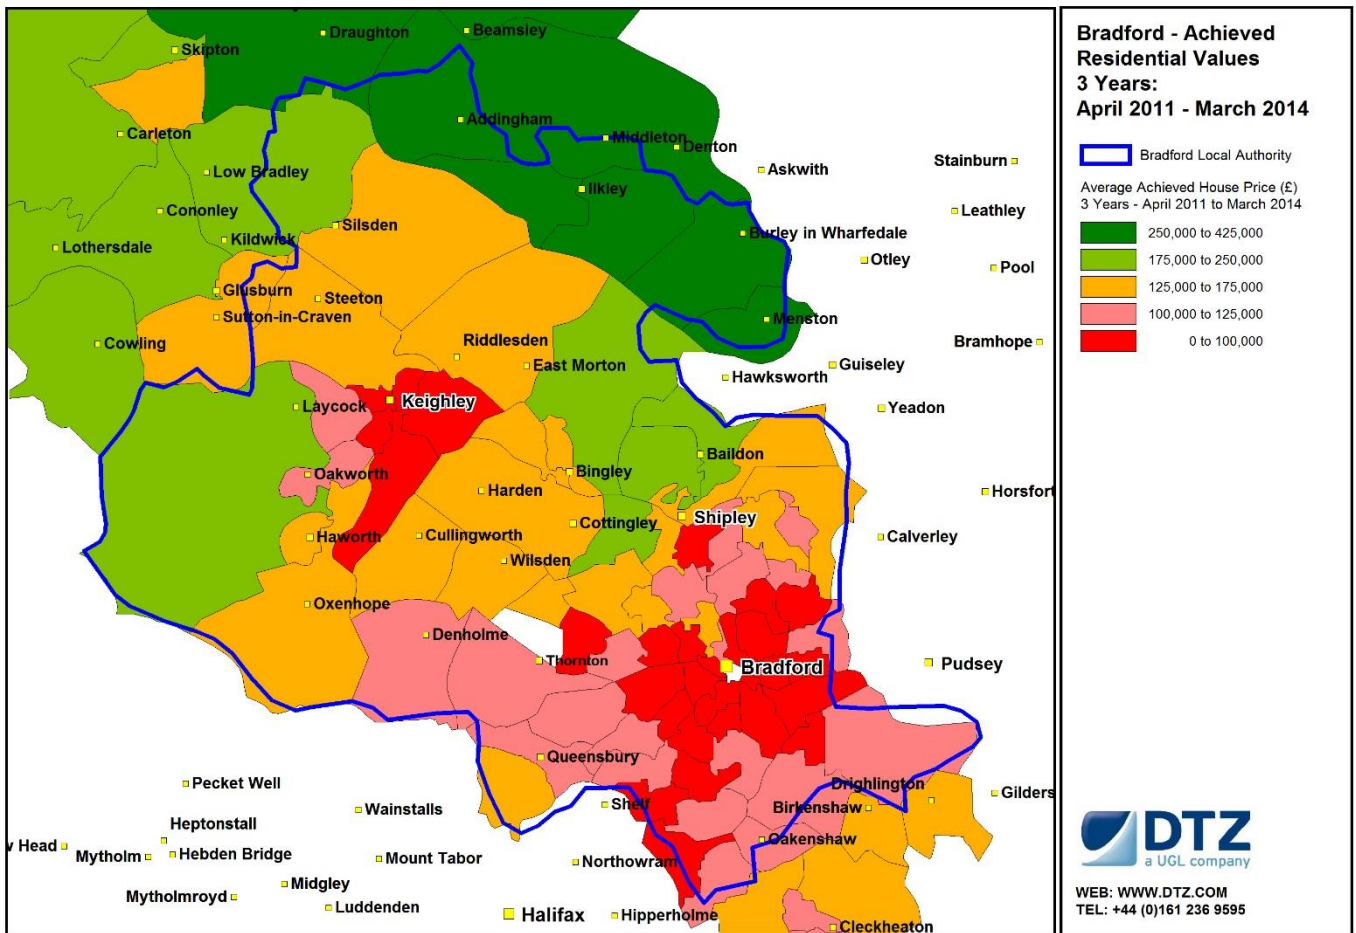 Draughton
Beamsley
Skipton
Addingham
Carleton
Middleton
Denton
Low Bradley
Askwith
Stainburn
Ilkley
Cononley
Leathley
Silsden
Kildwick
Burley in Wharfedale
Lothersdale
Otley
Pool
Glusburn
Steeton
Sutton-in-Craven
Menston
Cowling
Riddlesden
Bramhope
East Morton
Guiseley
Hawksworth
Keighley
Laycock
Yeadon
Baildon
Oakworth
Bingley
Harden
Horsfort
Shipley
Cottingley
Haworth
Cullingworth
Calverley
Wilsden
Oxenhope
Denholme
Thornton
Bradford
Pudsey
Queensbury
Pecket Well
Drighlington
Gilders
Shelf
Birkenshaw
Wainstalls
Heptonstall
Oakenshaw
w Head
Mytholm
Hebden Bridge
Mount Tabor
Northowram
Midgley
Mytholmroyd
Luddenden
Halifax
Hipperholme
Cleckheaton
Bradford - Achieved
Residential Values
3 Years:
April 2011 - March 2014
Bradford Local Authority
Average Achieved House Price (£)
3 Years - April 2011 to March 2014
250,000 to 425,000
175,000 to 250,000
125,000 to 175,000
100,000 to 125,000
0 to 100,000
DTZ
a UGL company
WEB: WWW.DTZ.COM
TEL: +44 (0)161 236 9595